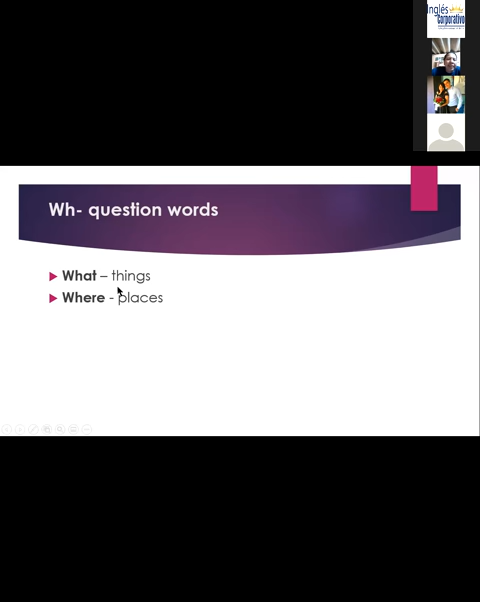 Inglés
Corporativo
Wh- question words
What – things
Where - places